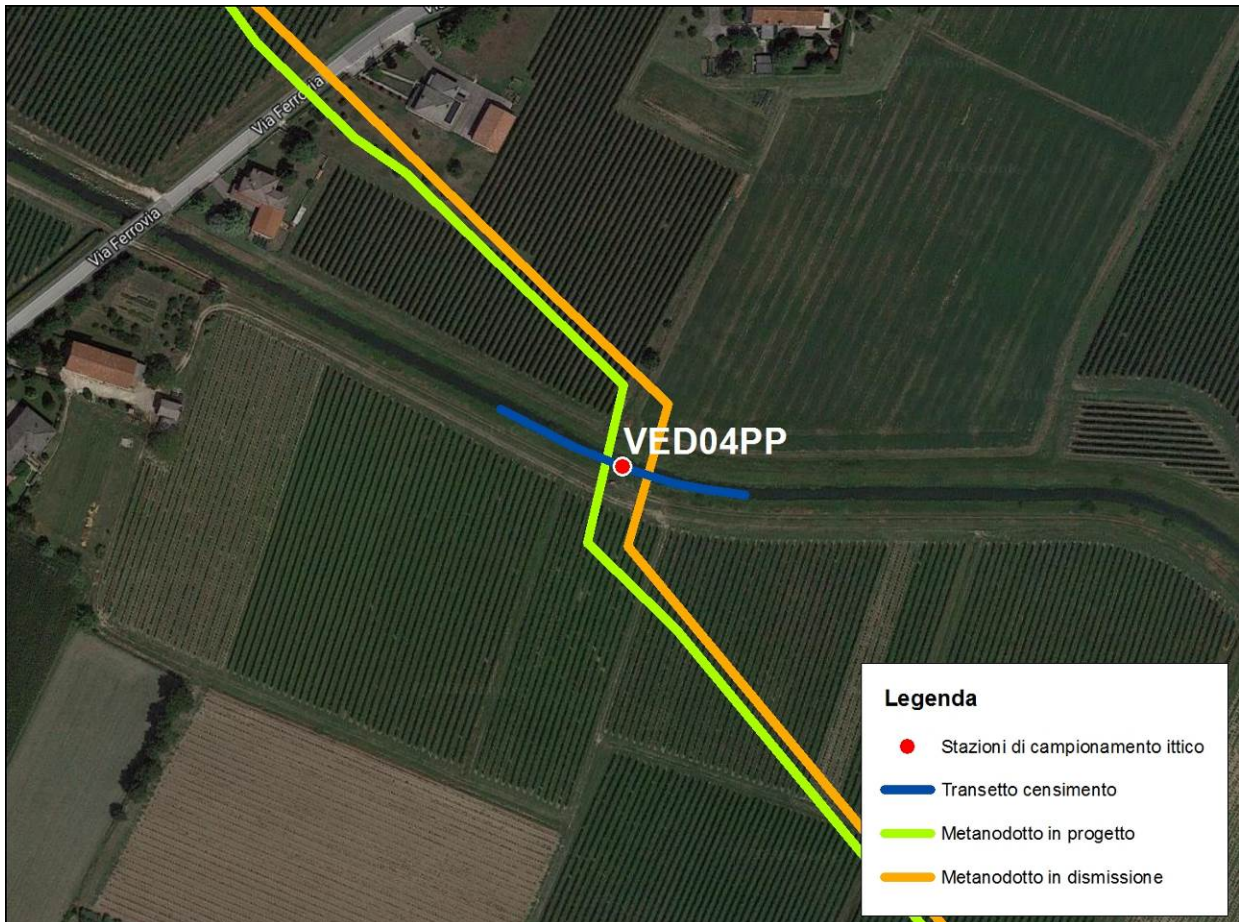 Via Ferrovia
Via Ferrovia
VED04PP
Legenda
Stazioni di campionamento ittico
Transetto censimento
Metanodotto in progetto
Metanodotto in dismissione